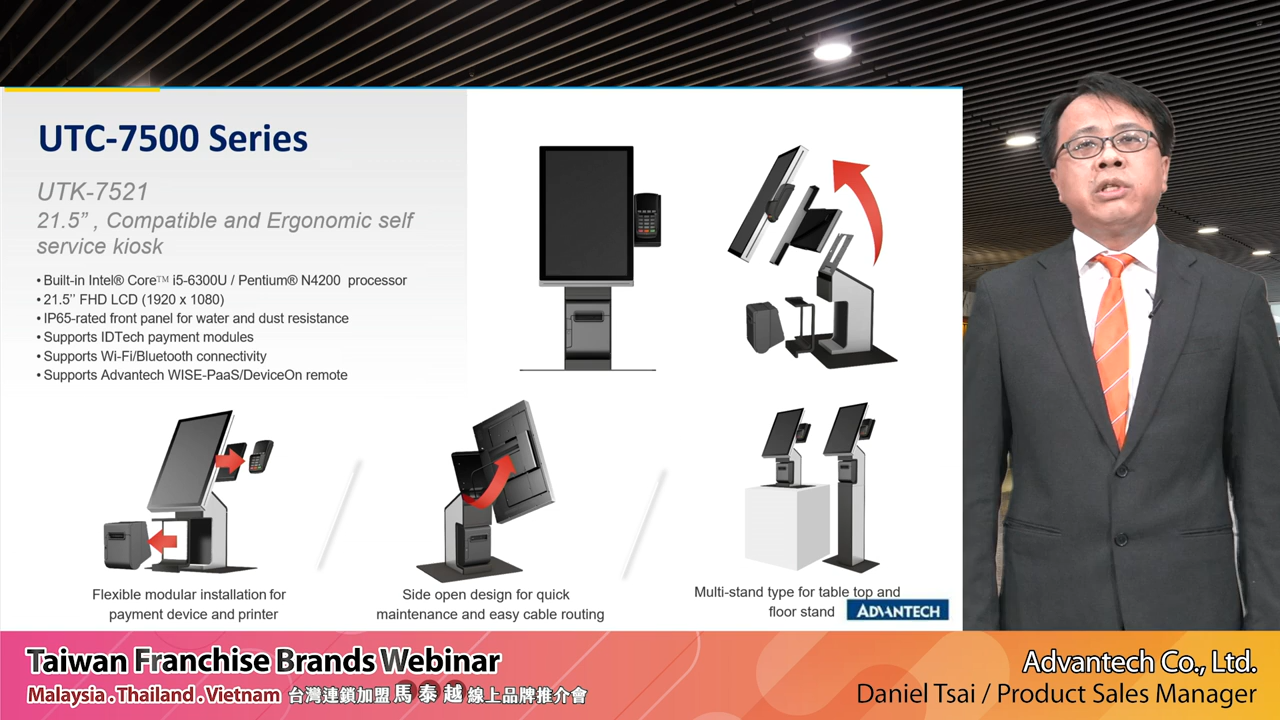 UTC-7500 Series
UTK-7521
21.5” , Compatible and Ergonomic self
service kiosk
• Built-in Intel® Core™ i5-6300U / Pentium® N4200 processor
• 21.5’’ FHD LCD (1920 x 1080)
• IP65-rated front panel for water and dust resistance
• Supports IDTech payment modules
• Supports Wi-Fi/Bluetooth connectivity
• Supports Advantech WISE-PaaS/DeviceOn remote
Flexible modular installation for
payment device and printer
Side open design for quick
maintenance and easy cable routing
Multi-stand type for table top and
floor stand
ADVANTECH
Taiwan Franchise Brands Webinar
Malaysia . Thailand . Vietnam 台灣連鎖加盟 馬 泰 越 線上品牌推介會
Advantech Co., Ltd.
Daniel Tsai / Product Sales Manager